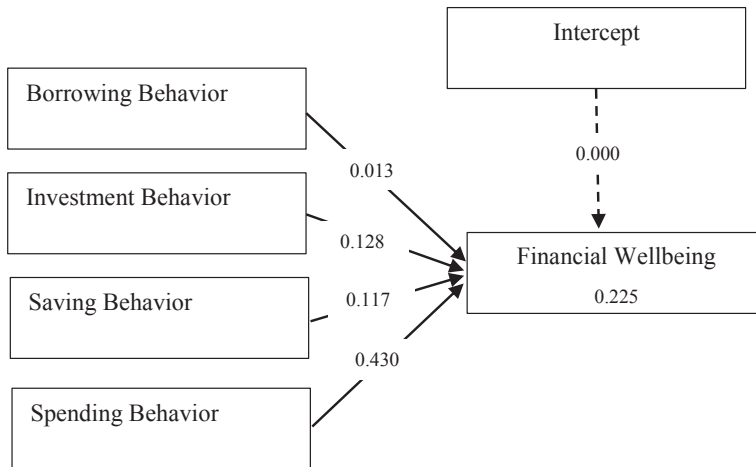 Intercept
Borrowing Behavior
0.000
0.013
Investment Behavior
0.128
Financial Wellbeing
0.225
Saving Behavior
0.117
0.430
Spending Behavior